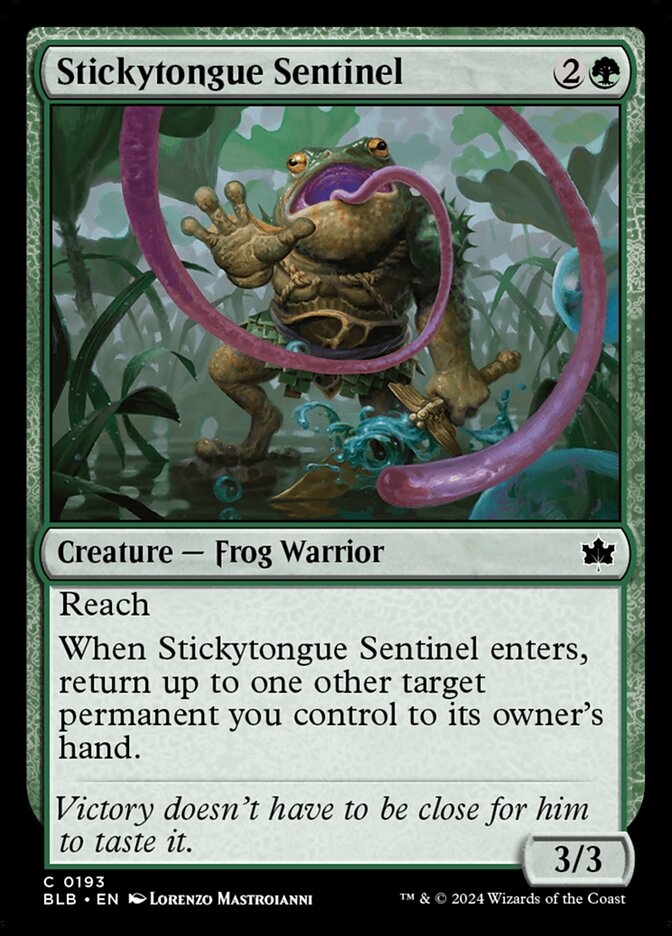 Stickytongue Sentinel 2
Creature — Frog Warrior
Reach
When Stickytongue Sentinel enters,
return up to one other target
permanent you control to its owner's
hand.
Victory doesn't have to be close for him
to taste it.
3/3
C 0193
BLB • EN Lorenzo Mastroianni
™ & © 2024 Wizards of the Coast